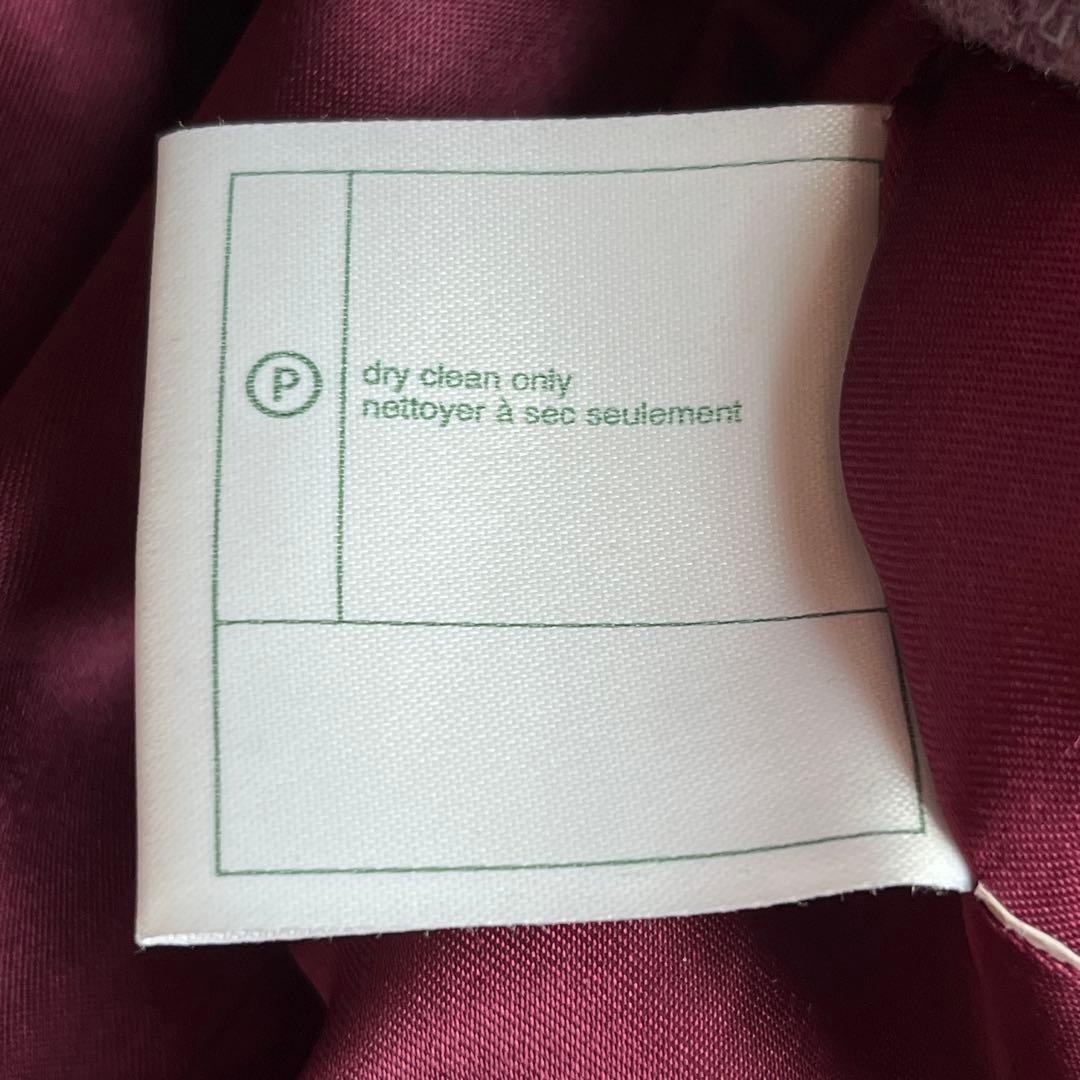 P
dry clean only
nettoyer à sec seulement